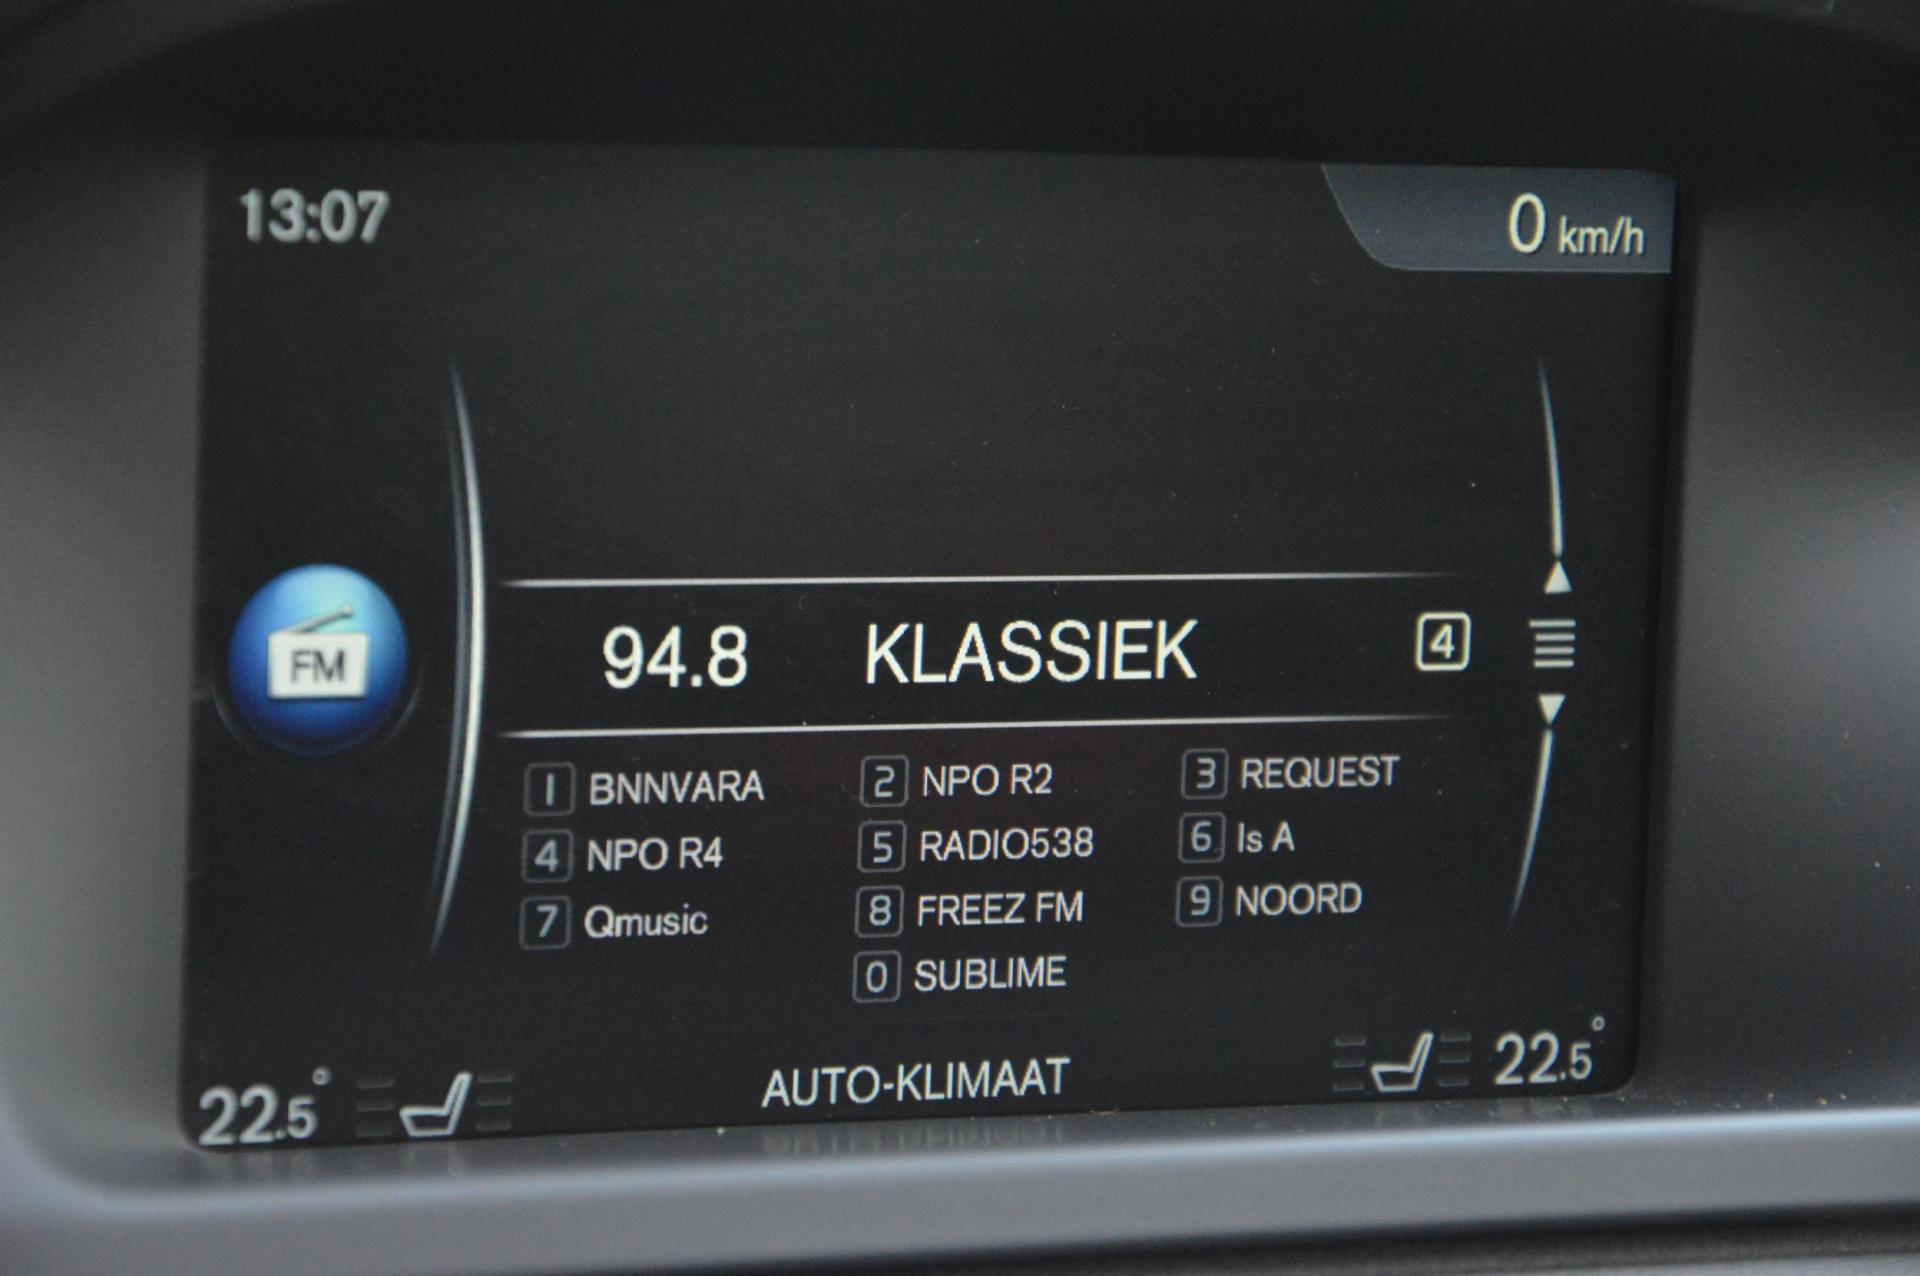 13:07
0 km/h
FM
94.8 KLASSIEK 4
1 BNNVARA 2 NPO R2 3 REQUEST
4 NPO R4 5 RADIO538 6 Is A
7 Qmusic 8 FREEZ FM 9 NOORD
0 SUBLIME
22.5° AUTO-KLIMAAT 22.5°